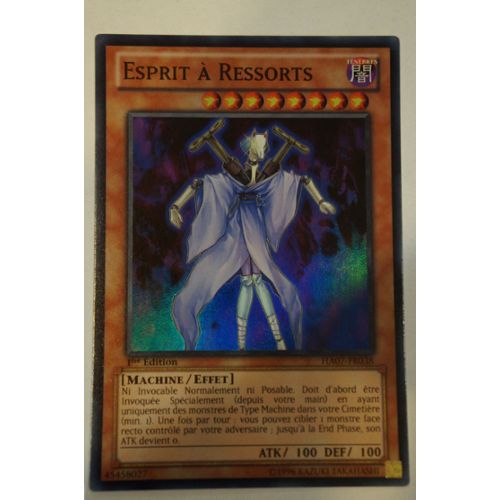 ESPRIT À RESSORTS
TÉNÈBRES
闇
1ère Édition
HA07-FR038
[MACHINE/EFFET]
Ni Invocable Normalement ni Posable. Doit d'abord être
Invoquée Spécialement (depuis votre main) en ayant
uniquement des monstres de Type Machine dans votre Cimetière
(min. 1). Une fois par tour : vous pouvez cibler 1 monstre face
recto contrôlé par votre adversaire ; jusqu'à la End Phase, son
ATK devient 0.
ATK/ 100 DEF/ 100
45458027
©1996 KAZUKI TAKAHASHI